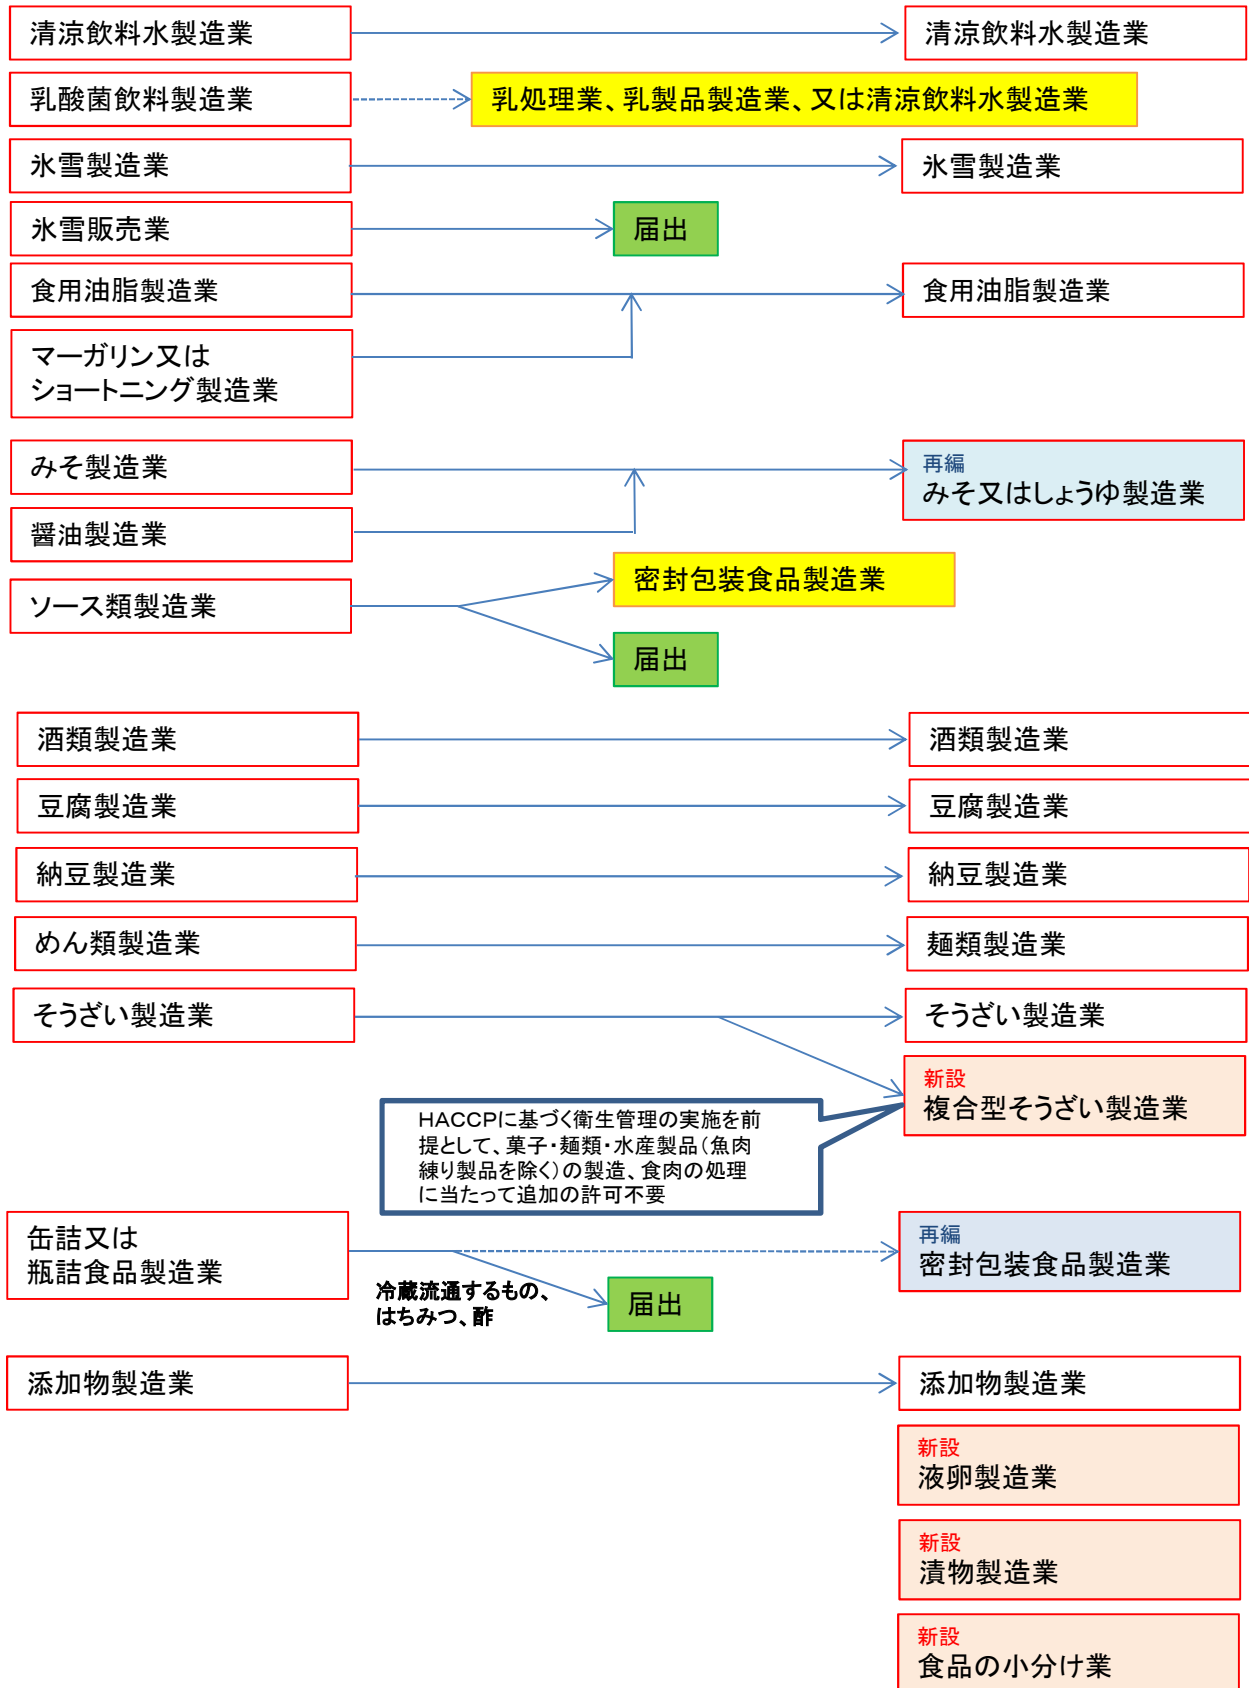 清涼飲料水製造業
清涼飲料水製造業
乳酸菌飲料製造業
乳処理業、乳製品製造業、又は清涼飲料水製造業
氷雪製造業
氷雪製造業
氷雪販売業
届出
食用油脂製造業
食用油脂製造業
マーガリン又は
ショートニング製造業
みそ製造業
再編
みそ又はしょうゆ製造業
醤油製造業
密封包装食品製造業
ソース類製造業
届出
酒類製造業
酒類製造業
豆腐製造業
豆腐製造業
納豆製造業
納豆製造業
めん類製造業
麺類製造業
そうざい製造業
そうざい製造業
新設
複合型そうざい製造業
HACCPに基づく衛生管理の実施を前
提として、菓子・麺類・水産製品（魚肉
練り製品を除く）の製造、食肉の処理
に当たって追加の許可不要
缶詰又は
瓶詰食品製造業
再編
密封包装食品製造業
冷蔵流通するもの、
はちみつ、酢
届出
添加物製造業
添加物製造業
新設
液卵製造業
新設
漬物製造業
新設
食品の小分け業